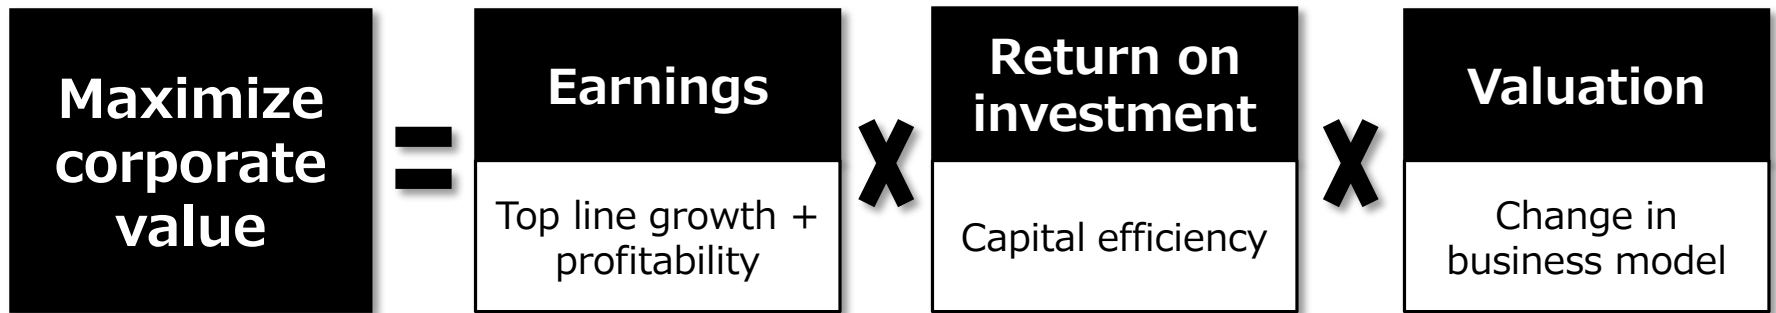 Maximize
corporate
value
=
Earnings
Top line growth +
profitability
X
Return on
investment
Capital efficiency
X
Valuation
Change in
business model